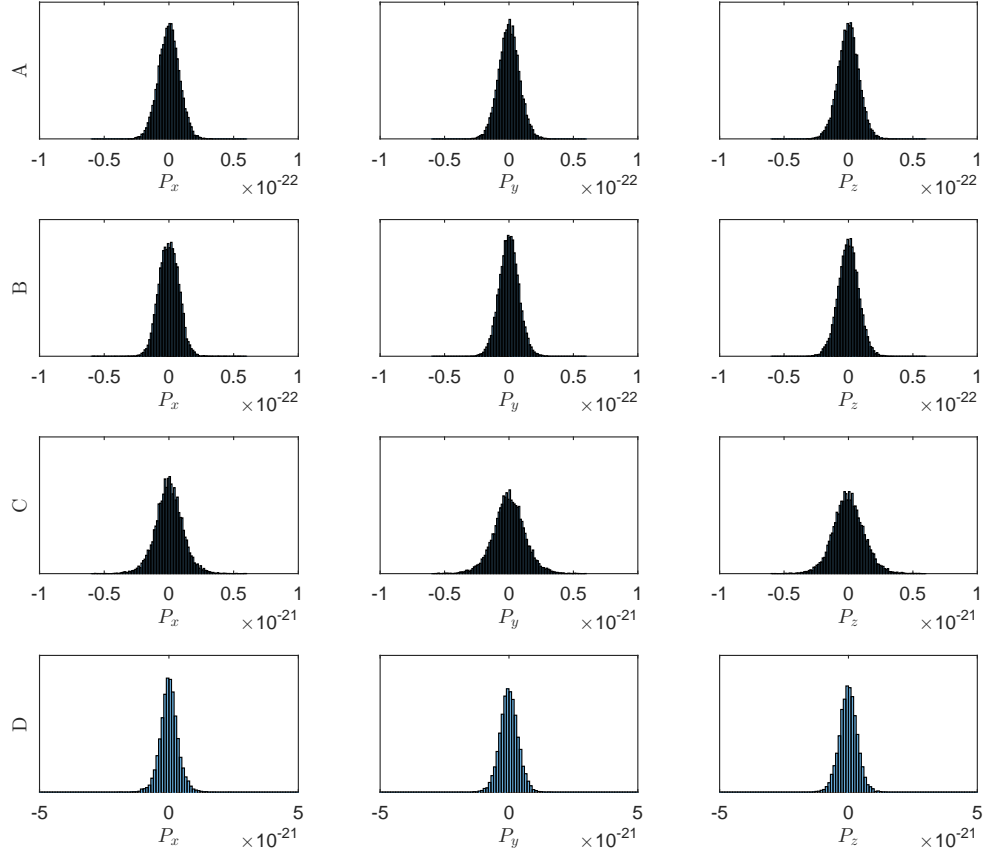 A
-1 -0.5 0 0.5 1 -1 -0.5 0 0.5 1 -1 -0.5 0 0.5 1
P_x ×10^-22 P_y ×10^-22 P_z ×10^-22
B
-1 -0.5 0 0.5 1 -1 -0.5 0 0.5 1 -1 -0.5 0 0.5 1
P_x ×10^-22 P_y ×10^-22 P_z ×10^-22
C
-1 -0.5 0 0.5 1 -1 -0.5 0 0.5 1 -1 -0.5 0 0.5 1
P_x ×10^-21 P_y ×10^-21 P_z ×10^-21
D
-5 0 5 -5 0 5 -5 0 5
P_x ×10^-21 P_y ×10^-21 P_z ×10^-21